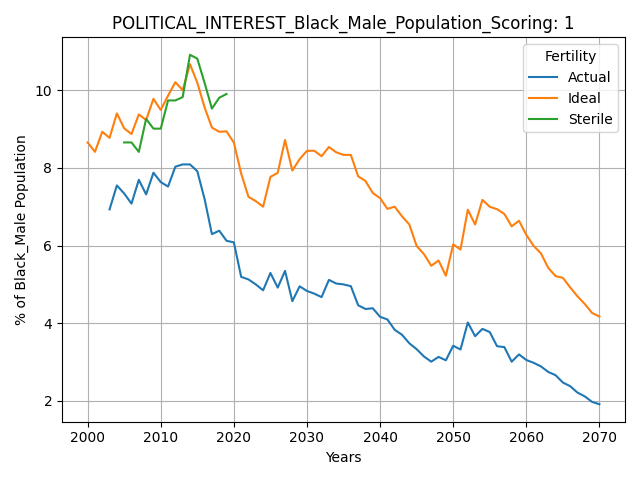 POLITICAL_INTEREST_Black_Male_Population_Scoring: 1
Fertility
Actual
Ideal
Sterile
% of Black_Male Population
10
8
6
4
2
2000 2010 2020 2030 2040 2050 2060 2070
Years